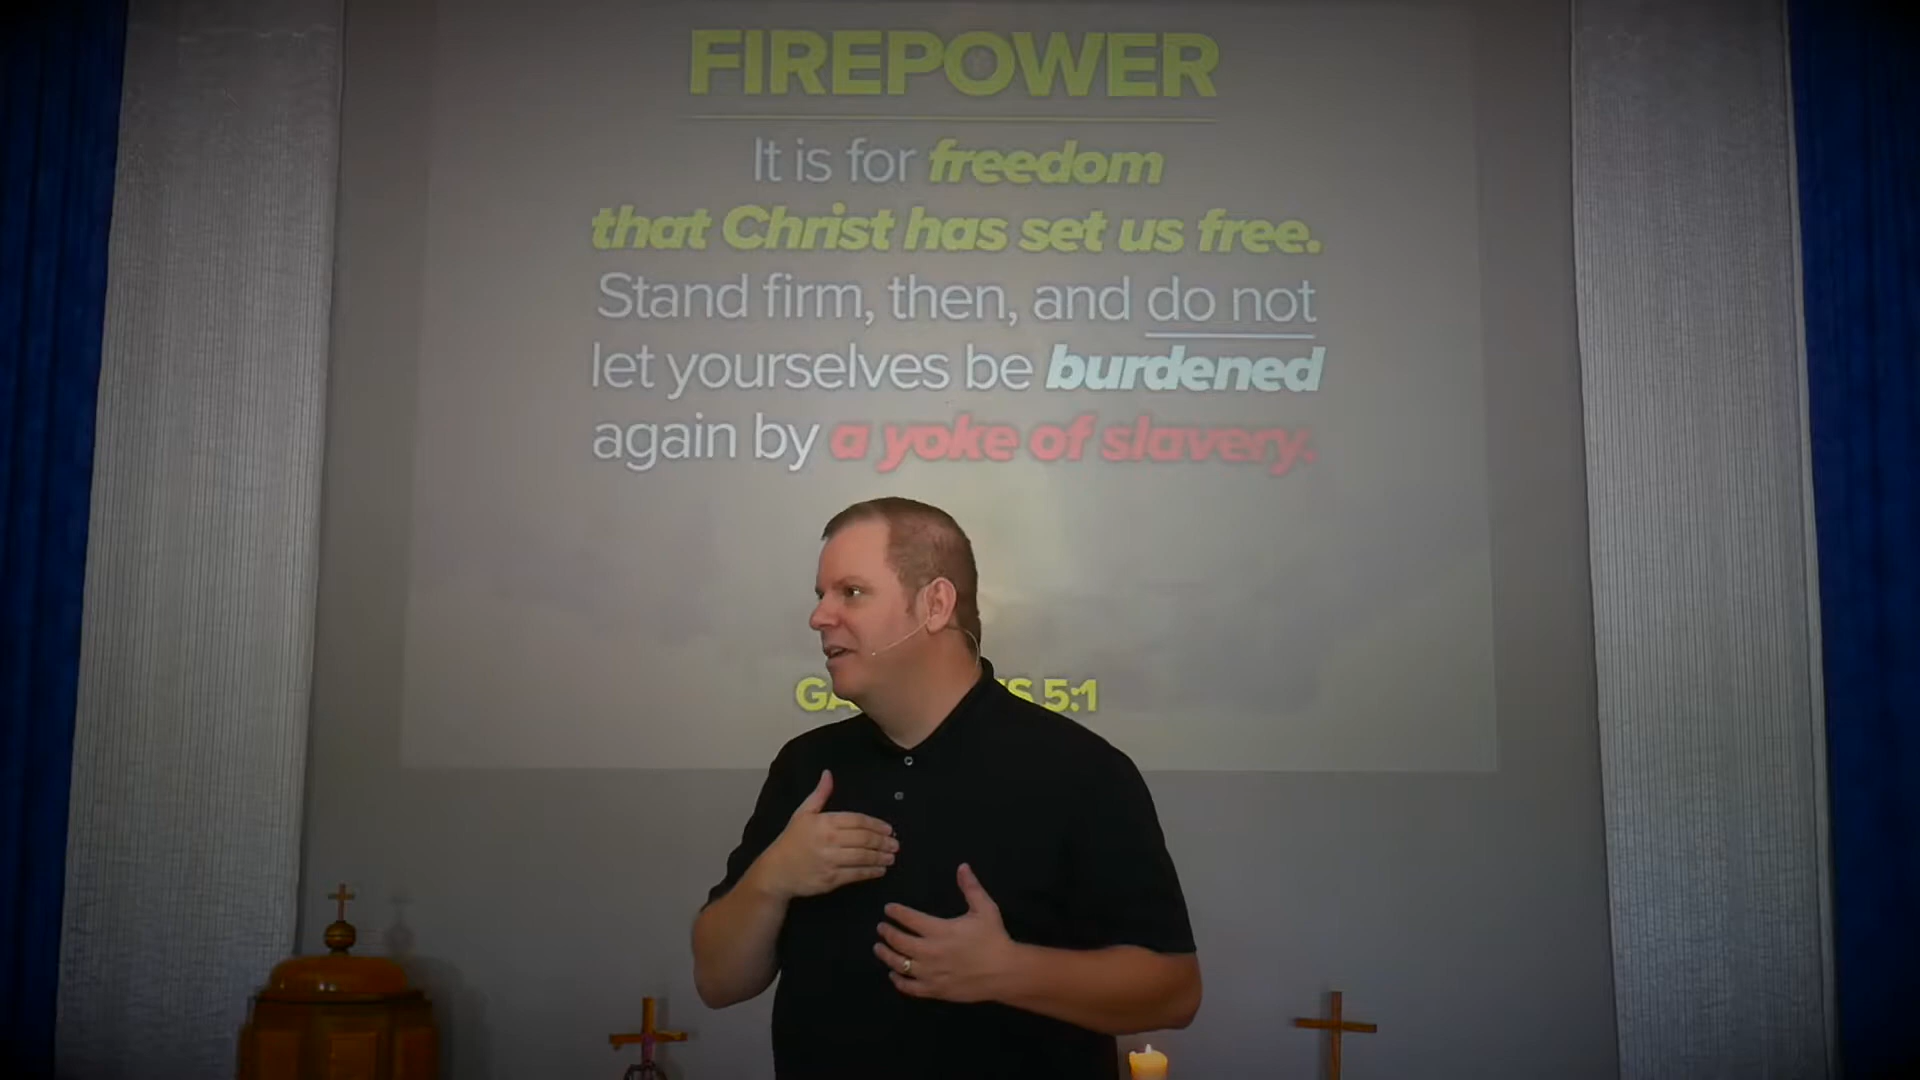 FIREPOWER
It is for freedom
that Christ has set us free.
Stand firm, then, and do not
let yourselves be burdened
again by a yoke of slavery.
5:1